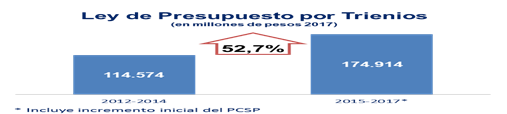 Ley de Presupuesto por Trienios
(en millones de pesos 2017)
52,7%
114.574
174.914
2012-2014
2015-2017*
* Incluye incremento inicial del PCSP